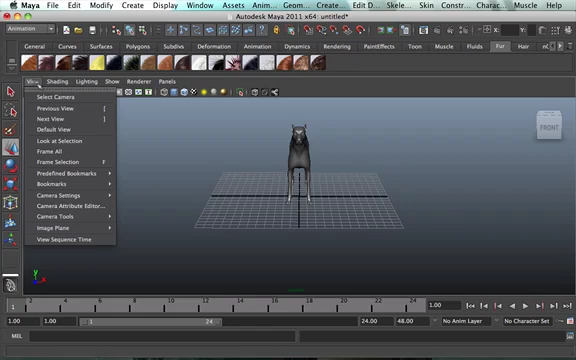 Maya File Edit Modify Create Display Window Assets Anim... Geom... Create... Edit D... Skeleton Skin Constr... Charac... Muscle
Autodesk Maya 2011 x64: untitled*
Animation
General Curves Surfaces Polygons Subdivs Deformation Animation Dynamics Rendering PaintEffects Toon Muscle Fluids Fur Hair
View Shading Lighting Show Renderer Panels
Select Camera
Previous View [
Next View ]
Default View
Look at Selection
Frame All
Frame Selection F
Predefined Bookmarks
Bookmarks
Camera Settings
Camera Attribute Editor...
Camera Tools
Image Plane
View Sequence Time
FRONT
y
x
2 4 6 8 10 12 14 16 18 20 22 24
1
1.00
1.00 1.00 1 24 24.00 48.00 No Anim Layer No Character Set
MEL